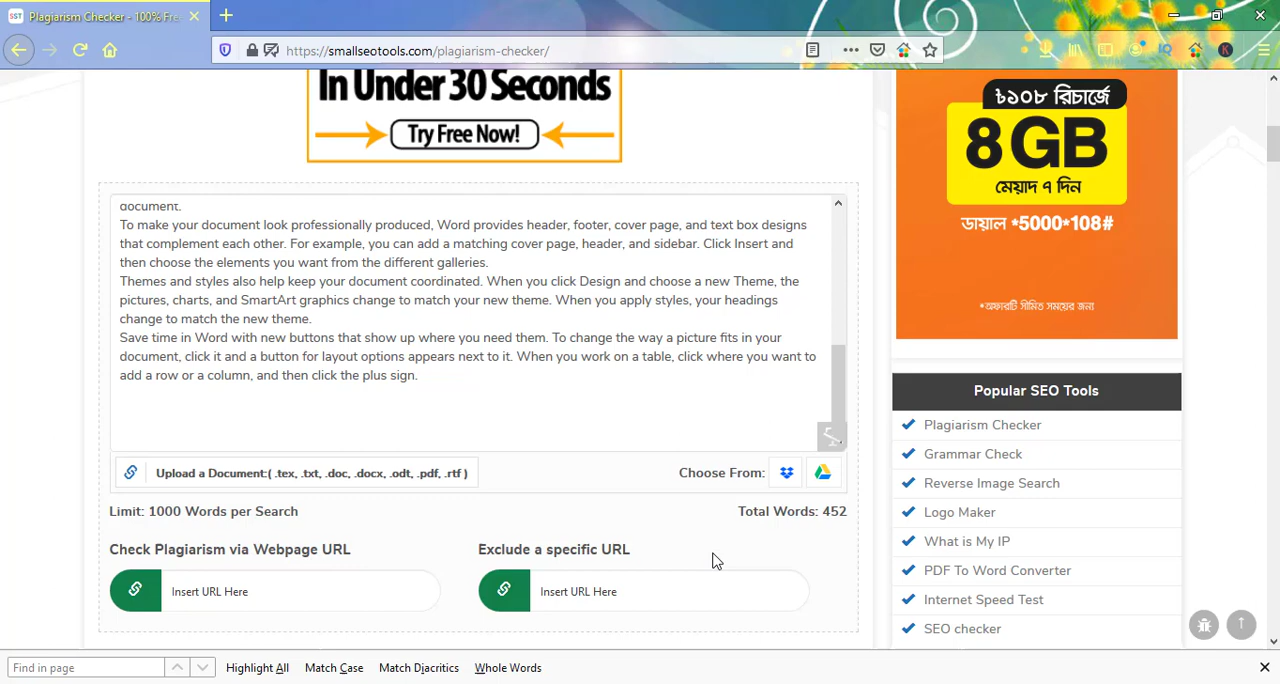 SST Plagiarism Checker - 100% Fre
https://smallseotools.com/plagiarism-checker/
In Under 30 Seconds
Try Free Now!
document.
To make your document look professionally produced, Word provides header, footer, cover page, and text box designs
that complement each other. For example, you can add a matching cover page, header, and sidebar. Click Insert and
then choose the elements you want from the different galleries.
Themes and styles also help keep your document coordinated. When you click Design and choose a new Theme, the
pictures, charts, and SmartArt graphics change to match your new theme. When you apply styles, your headings
change to match the new theme.
Save time in Word with new buttons that show up where you need them. To change the way a picture fits in your
document, click it and a button for layout options appears next to it. When you work on a table, click where you want to
add a row or a column, and then click the plus sign.
Upload a Document:( .tex, .txt, .doc, .docx, .odt, .pdf, .rtf )
Choose From:
Limit: 1000 Words per Search
Total Words: 452
Check Plagiarism via Webpage URL
Exclude a specific URL
Insert URL Here
Insert URL Here
৳১০৮ রিচার্জে
8GB
মেয়াদ ৭ দিন
ডায়াল *5000*108#
*অফারটি সীমিত সময়ের জন্য
Popular SEO Tools
Plagiarism Checker
Grammar Check
Reverse Image Search
Logo Maker
What is My IP
PDF To Word Converter
Internet Speed Test
SEO checker
Find in page
Highlight All
Match Case
Match Diacritics
Whole Words